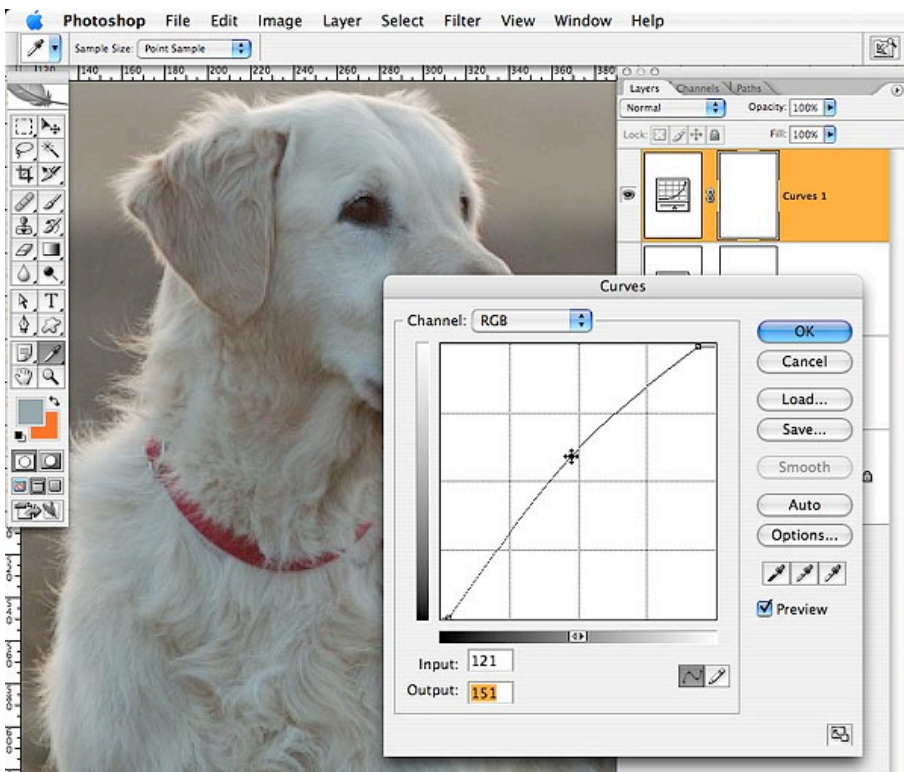 Photoshop File Edit Image Layer Select Filter View Window Help
Sample Size: Point Sample
140 160 180 200 220 240 260 280 300 320 340 360 380
Layers Channels Paths
Normal Opacity: 100%
Lock: Fill: 100%
Curves 1
Curves
Channel: RGB
OK
Cancel
Load...
Save...
Smooth
Auto
Options...
Preview
Input: 121
Output: 151